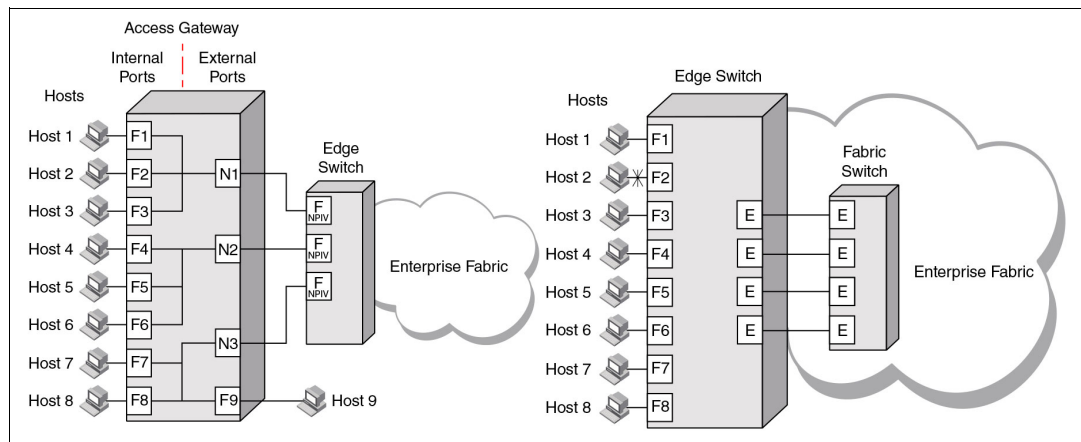 Access Gateway
Internal Ports
External Ports
Hosts
Host 1
F1
Host 2
F2
N1
Host 3
F3
Host 4
F4
N2
Host 5
F5
Host 6
F6
N3
Host 7
F7
Host 8
F8
F9
Host 9
Edge Switch
F
NPIV
F
NPIV
F
NPIV
Enterprise Fabric
Edge Switch
Hosts
Host 1
F1
Host 2
F2
Host 3
F3
Host 4
F4
Host 5
F5
Host 6
F6
Host 7
F7
Host 8
F8
E
E
E
E
Fabric Switch
E
E
E
E
Enterprise Fabric